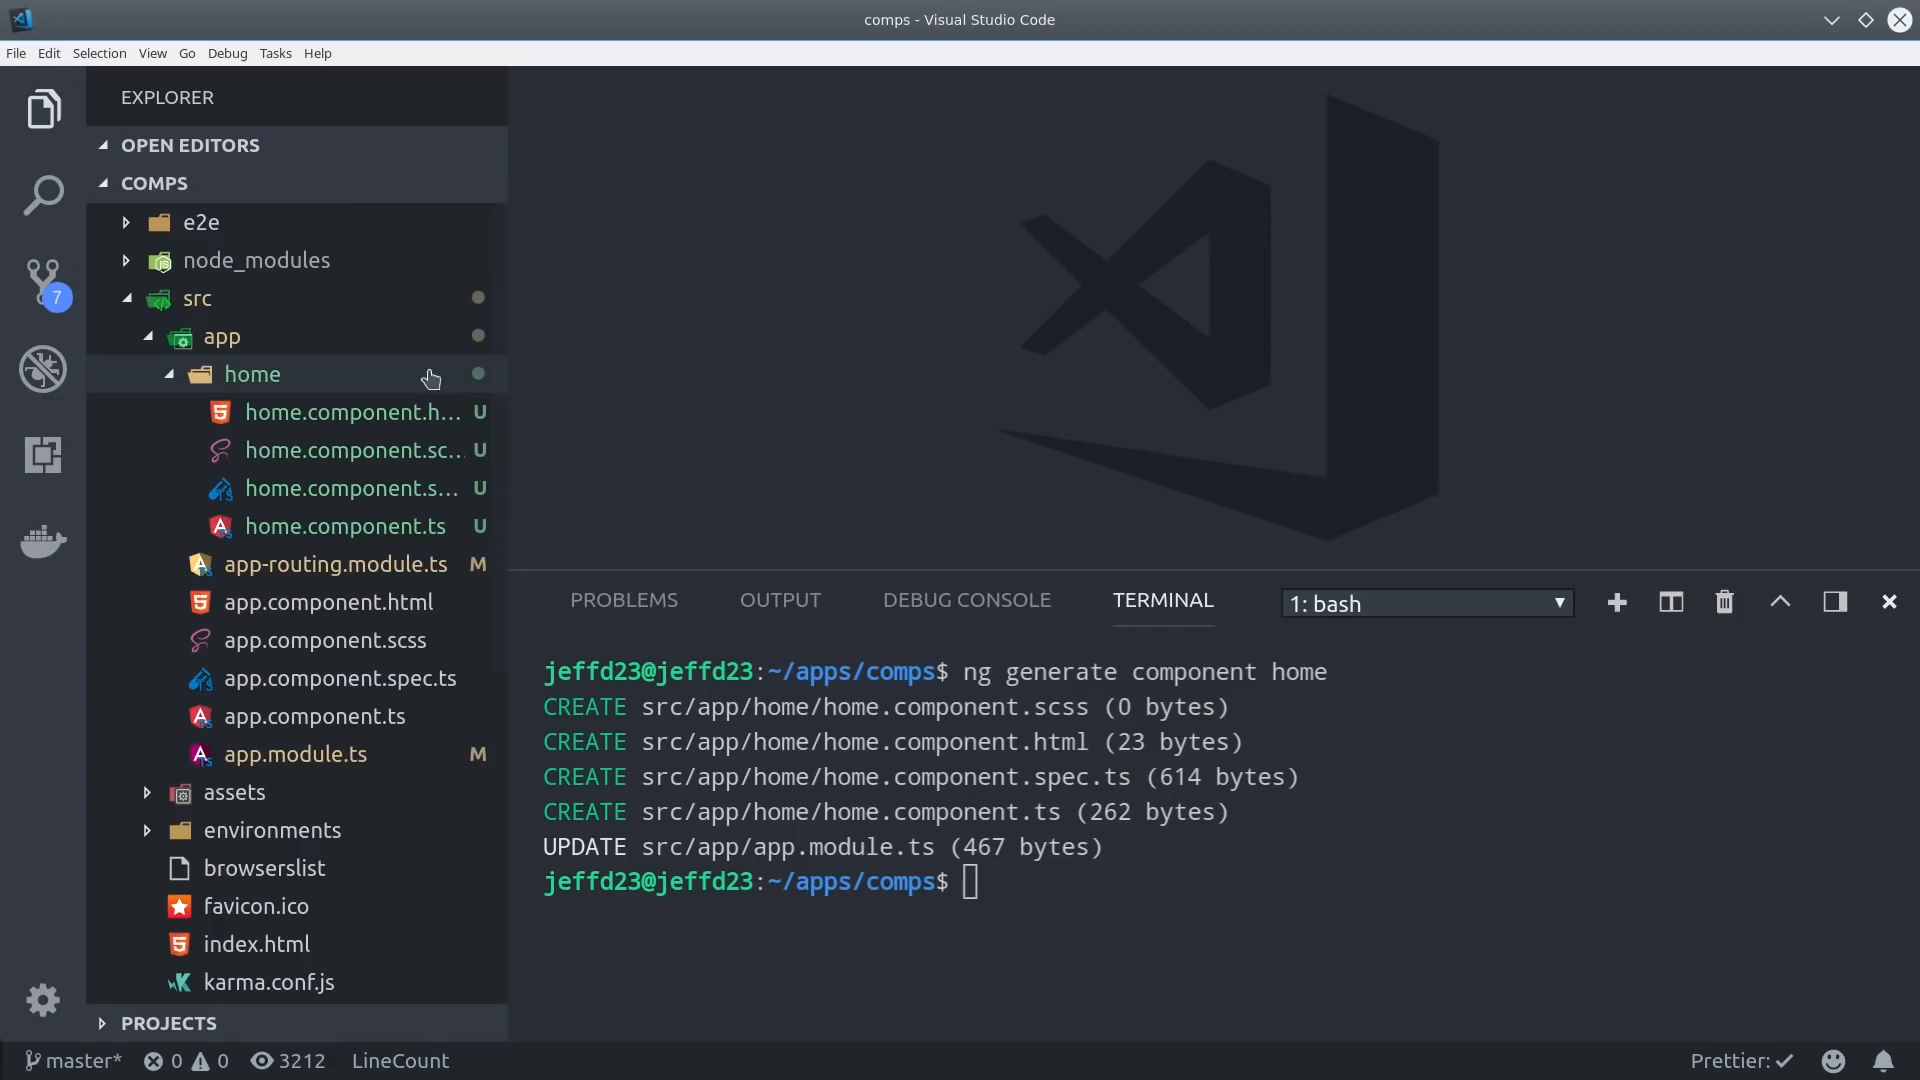 comps - Visual Studio Code
File Edit Selection View Go Debug Tasks Help
EXPLORER
OPEN EDITORS
COMPS
e2e
node_modules
src
app
home
home.component.h... U
home.component.sc... U
home.component.s... U
home.component.ts U
app-routing.module.ts M
app.component.html
app.component.scss
app.component.spec.ts
app.component.ts
app.module.ts M
assets
environments
browserslist
favicon.ico
index.html
karma.conf.js
PROJECTS
7
PROBLEMS OUTPUT DEBUG CONSOLE TERMINAL 1: bash
jeffd23@jeffd23:~/apps/comps$ ng generate component home
CREATE src/app/home/home.component.scss (0 bytes)
CREATE src/app/home/home.component.html (23 bytes)
CREATE src/app/home/home.component.spec.ts (614 bytes)
CREATE src/app/home/home.component.ts (262 bytes)
UPDATE src/app/app.module.ts (467 bytes)
jeffd23@jeffd23:~/apps/comps$
master* 0 0 3212 LineCount Prettier: ✓